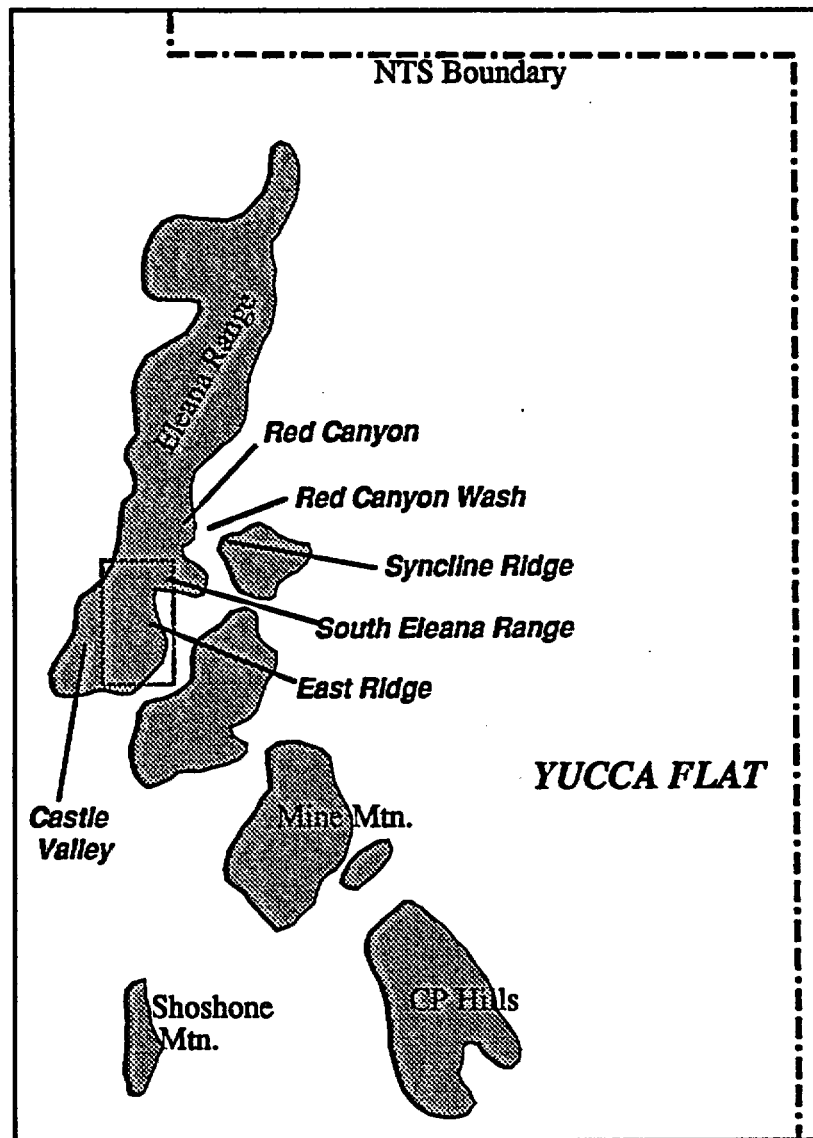 NTS Boundary
Eleana Range
Red Canyon
Red Canyon Wash
Syncline Ridge
South Eleana Range
East Ridge
YUCCA FLAT
Castle
Valley
Mine Mtn.
Shoshone
Mtn.
CP Hills